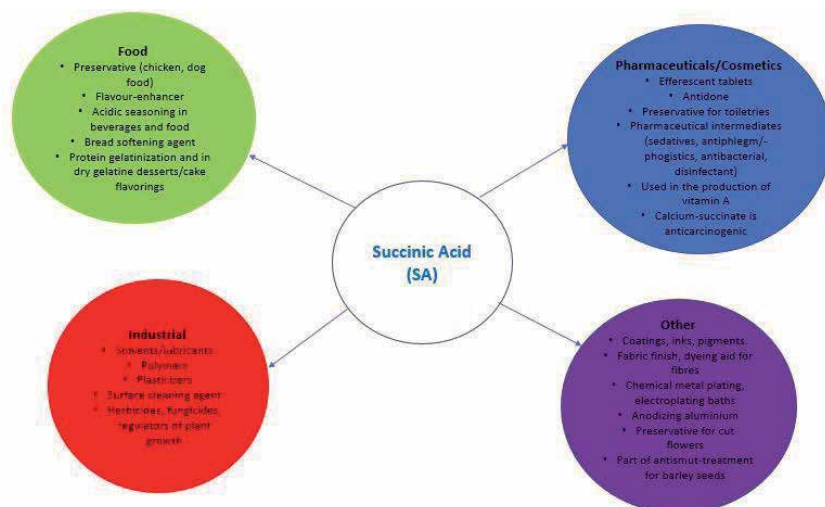 Food
• Preservative (chicken, dog
food)
• Flavour-enhancer
• Acidic seasoning in
beverages and food
• Bread softening agent
• Protein gelatinization and in
dry gelatine desserts/cake
flavorings
Pharmaceuticals/Cosmetics
• Efferescent tablets
• Antidone
• Preservative for toiletries
• Pharmaceutical intermediates
(sedatives, antiphlegm/-
phogistics, antibacterial,
disinfectant)
• Used in the production of
vitamin A
• Calcium-succinate is
anticarcinogenic
Succinic Acid
(SA)
Industrial
• Solvents/lubricants
• Polymers
• Plasticizers
• Surface cleaning agent
• Herbicides, fungicides,
regulators of plant
growth
Other
• Coatings, inks, pigments.
• Fabric finish, dyeing aid for
fibres
• Chemical metal plating,
electroplating baths
• Anodizing aluminium
• Preservative for cut
flowers
• Part of antismut-treatment
for barley seeds